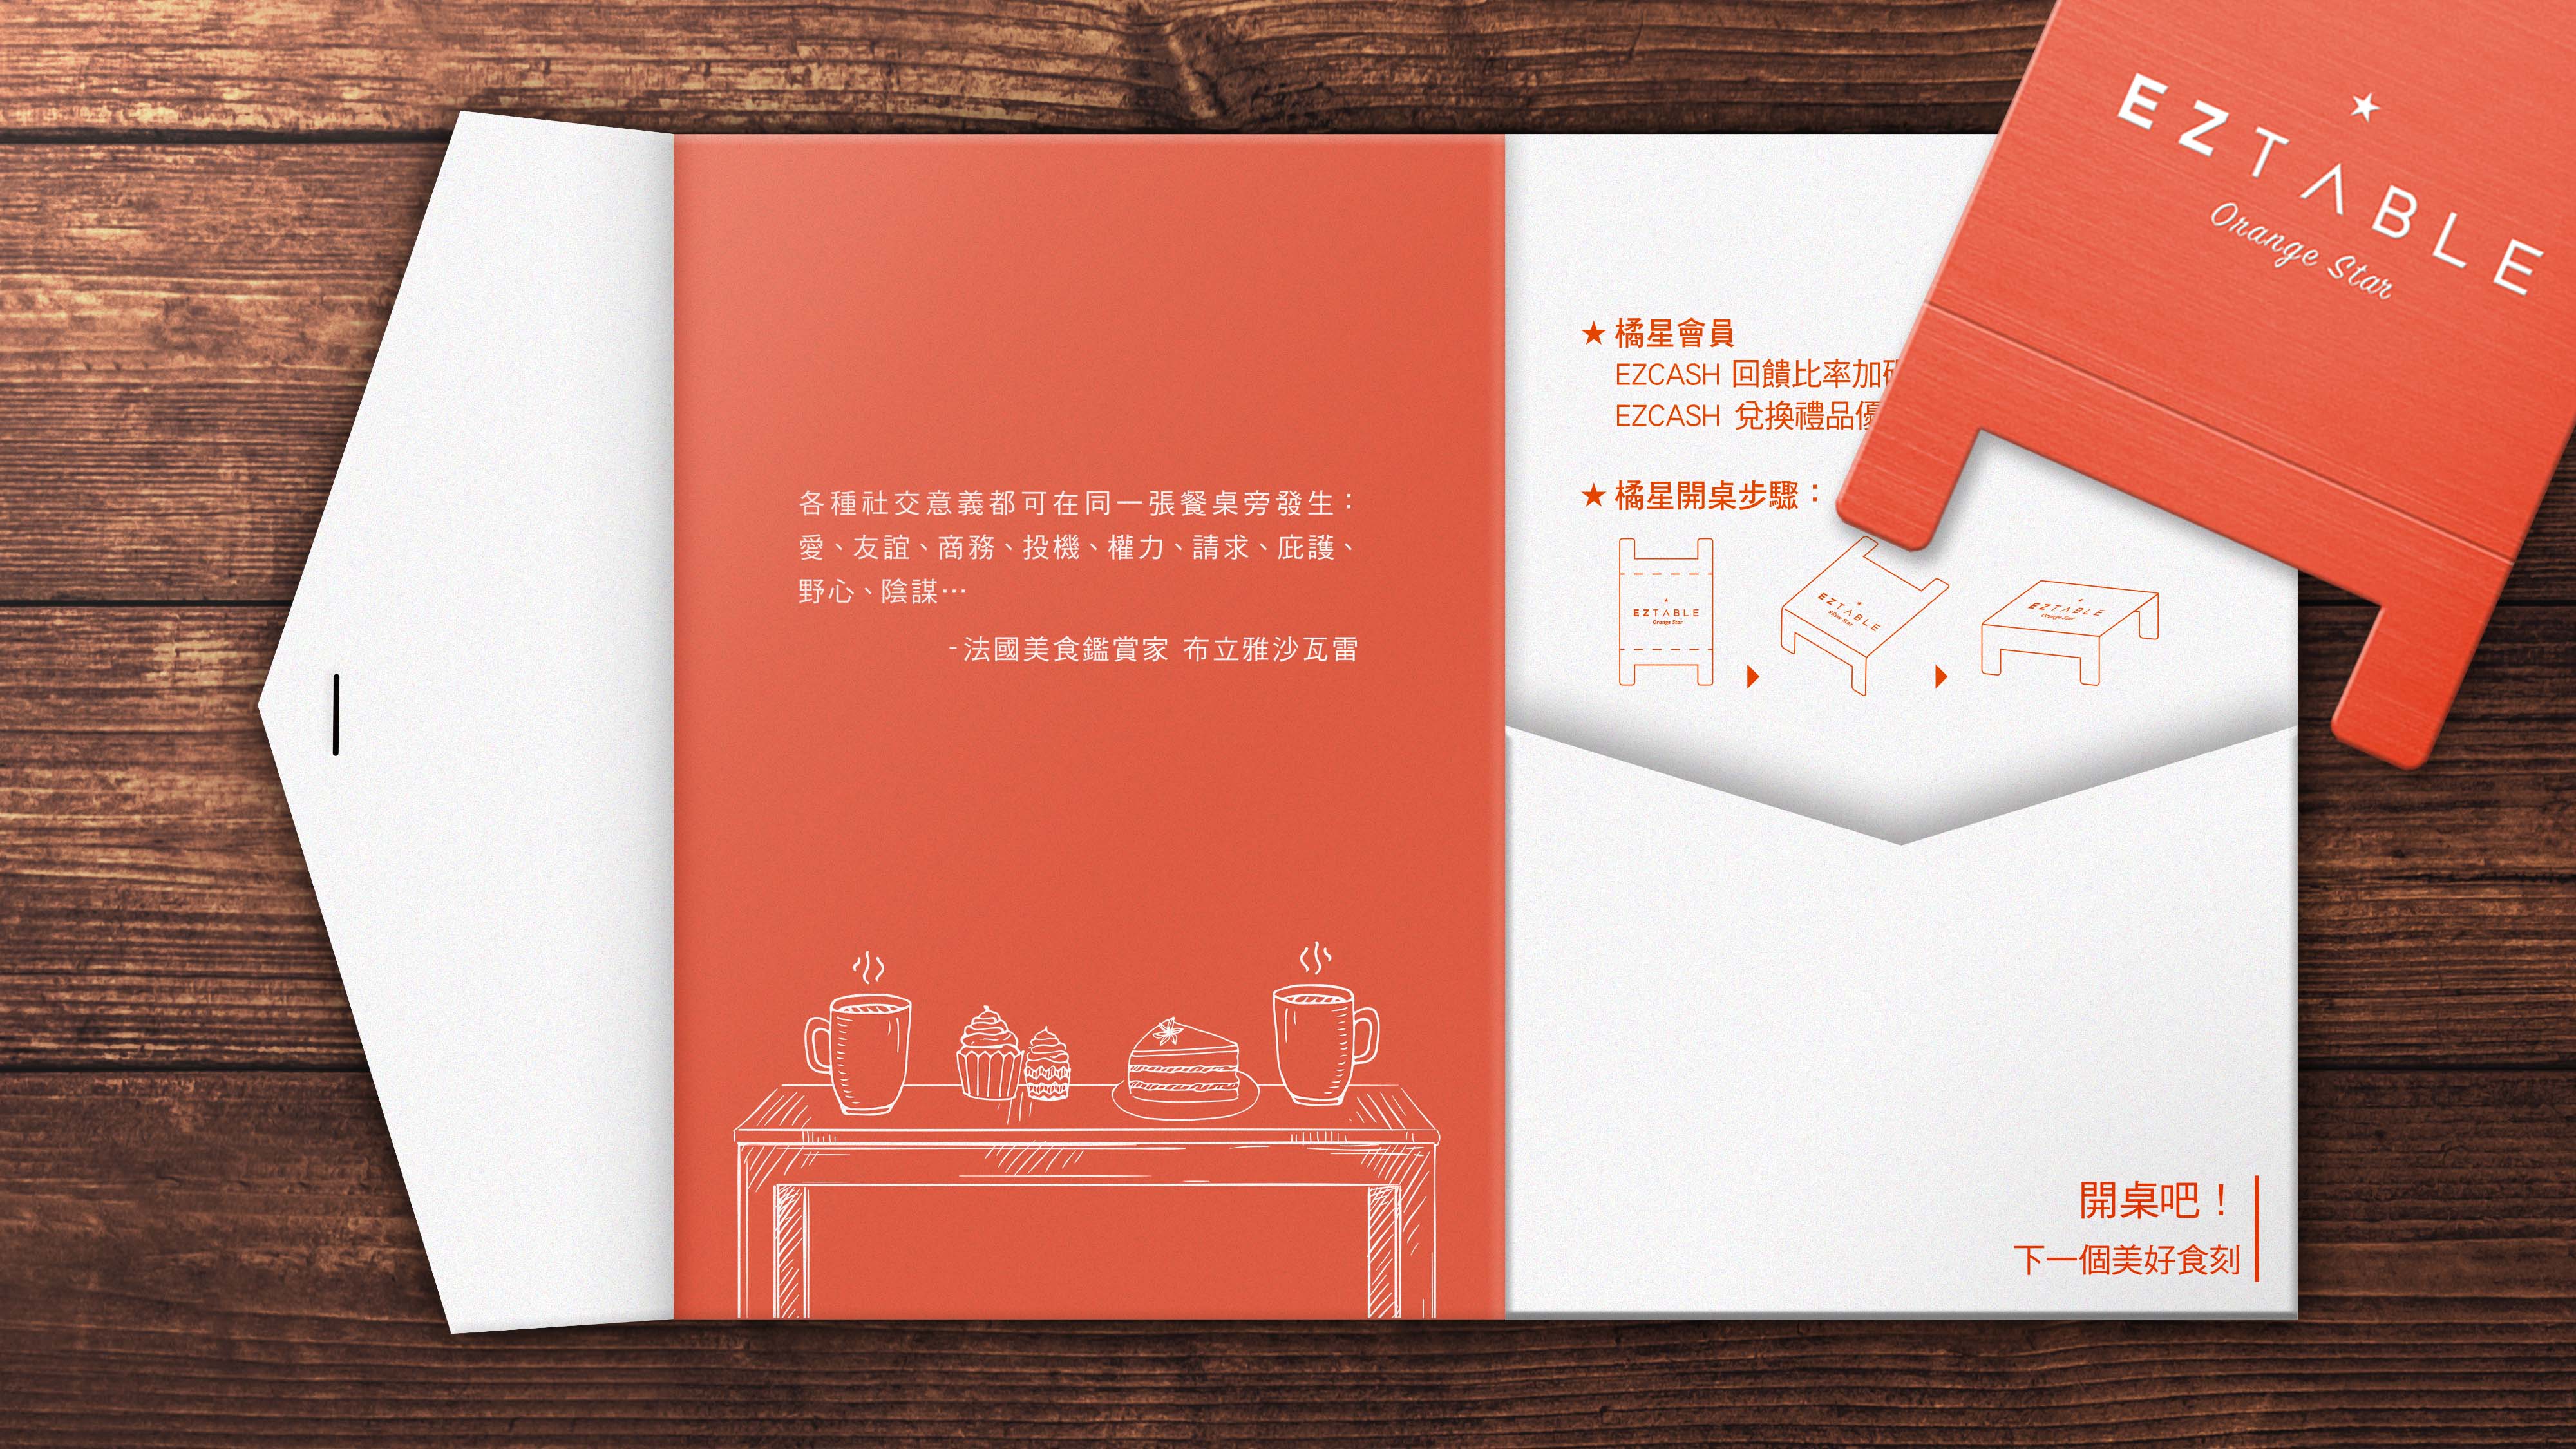 各種社交意義都可在同一張餐桌旁發生：
愛、友誼、商務、投機、權力、請求、庇護、
野心、陰謀…
-法國美食鑑賞家 布立雅沙瓦雷
★ 橘星會員
EZCASH 回饋比率加
EZCASH 兌換禮品優
★ 橘星開桌步驟：
EZTABLE
Orange Star
EZTABLE
EZTABLE
Orange Star
開桌吧！
下一個美好食刻
EZTABLE
Orange Star